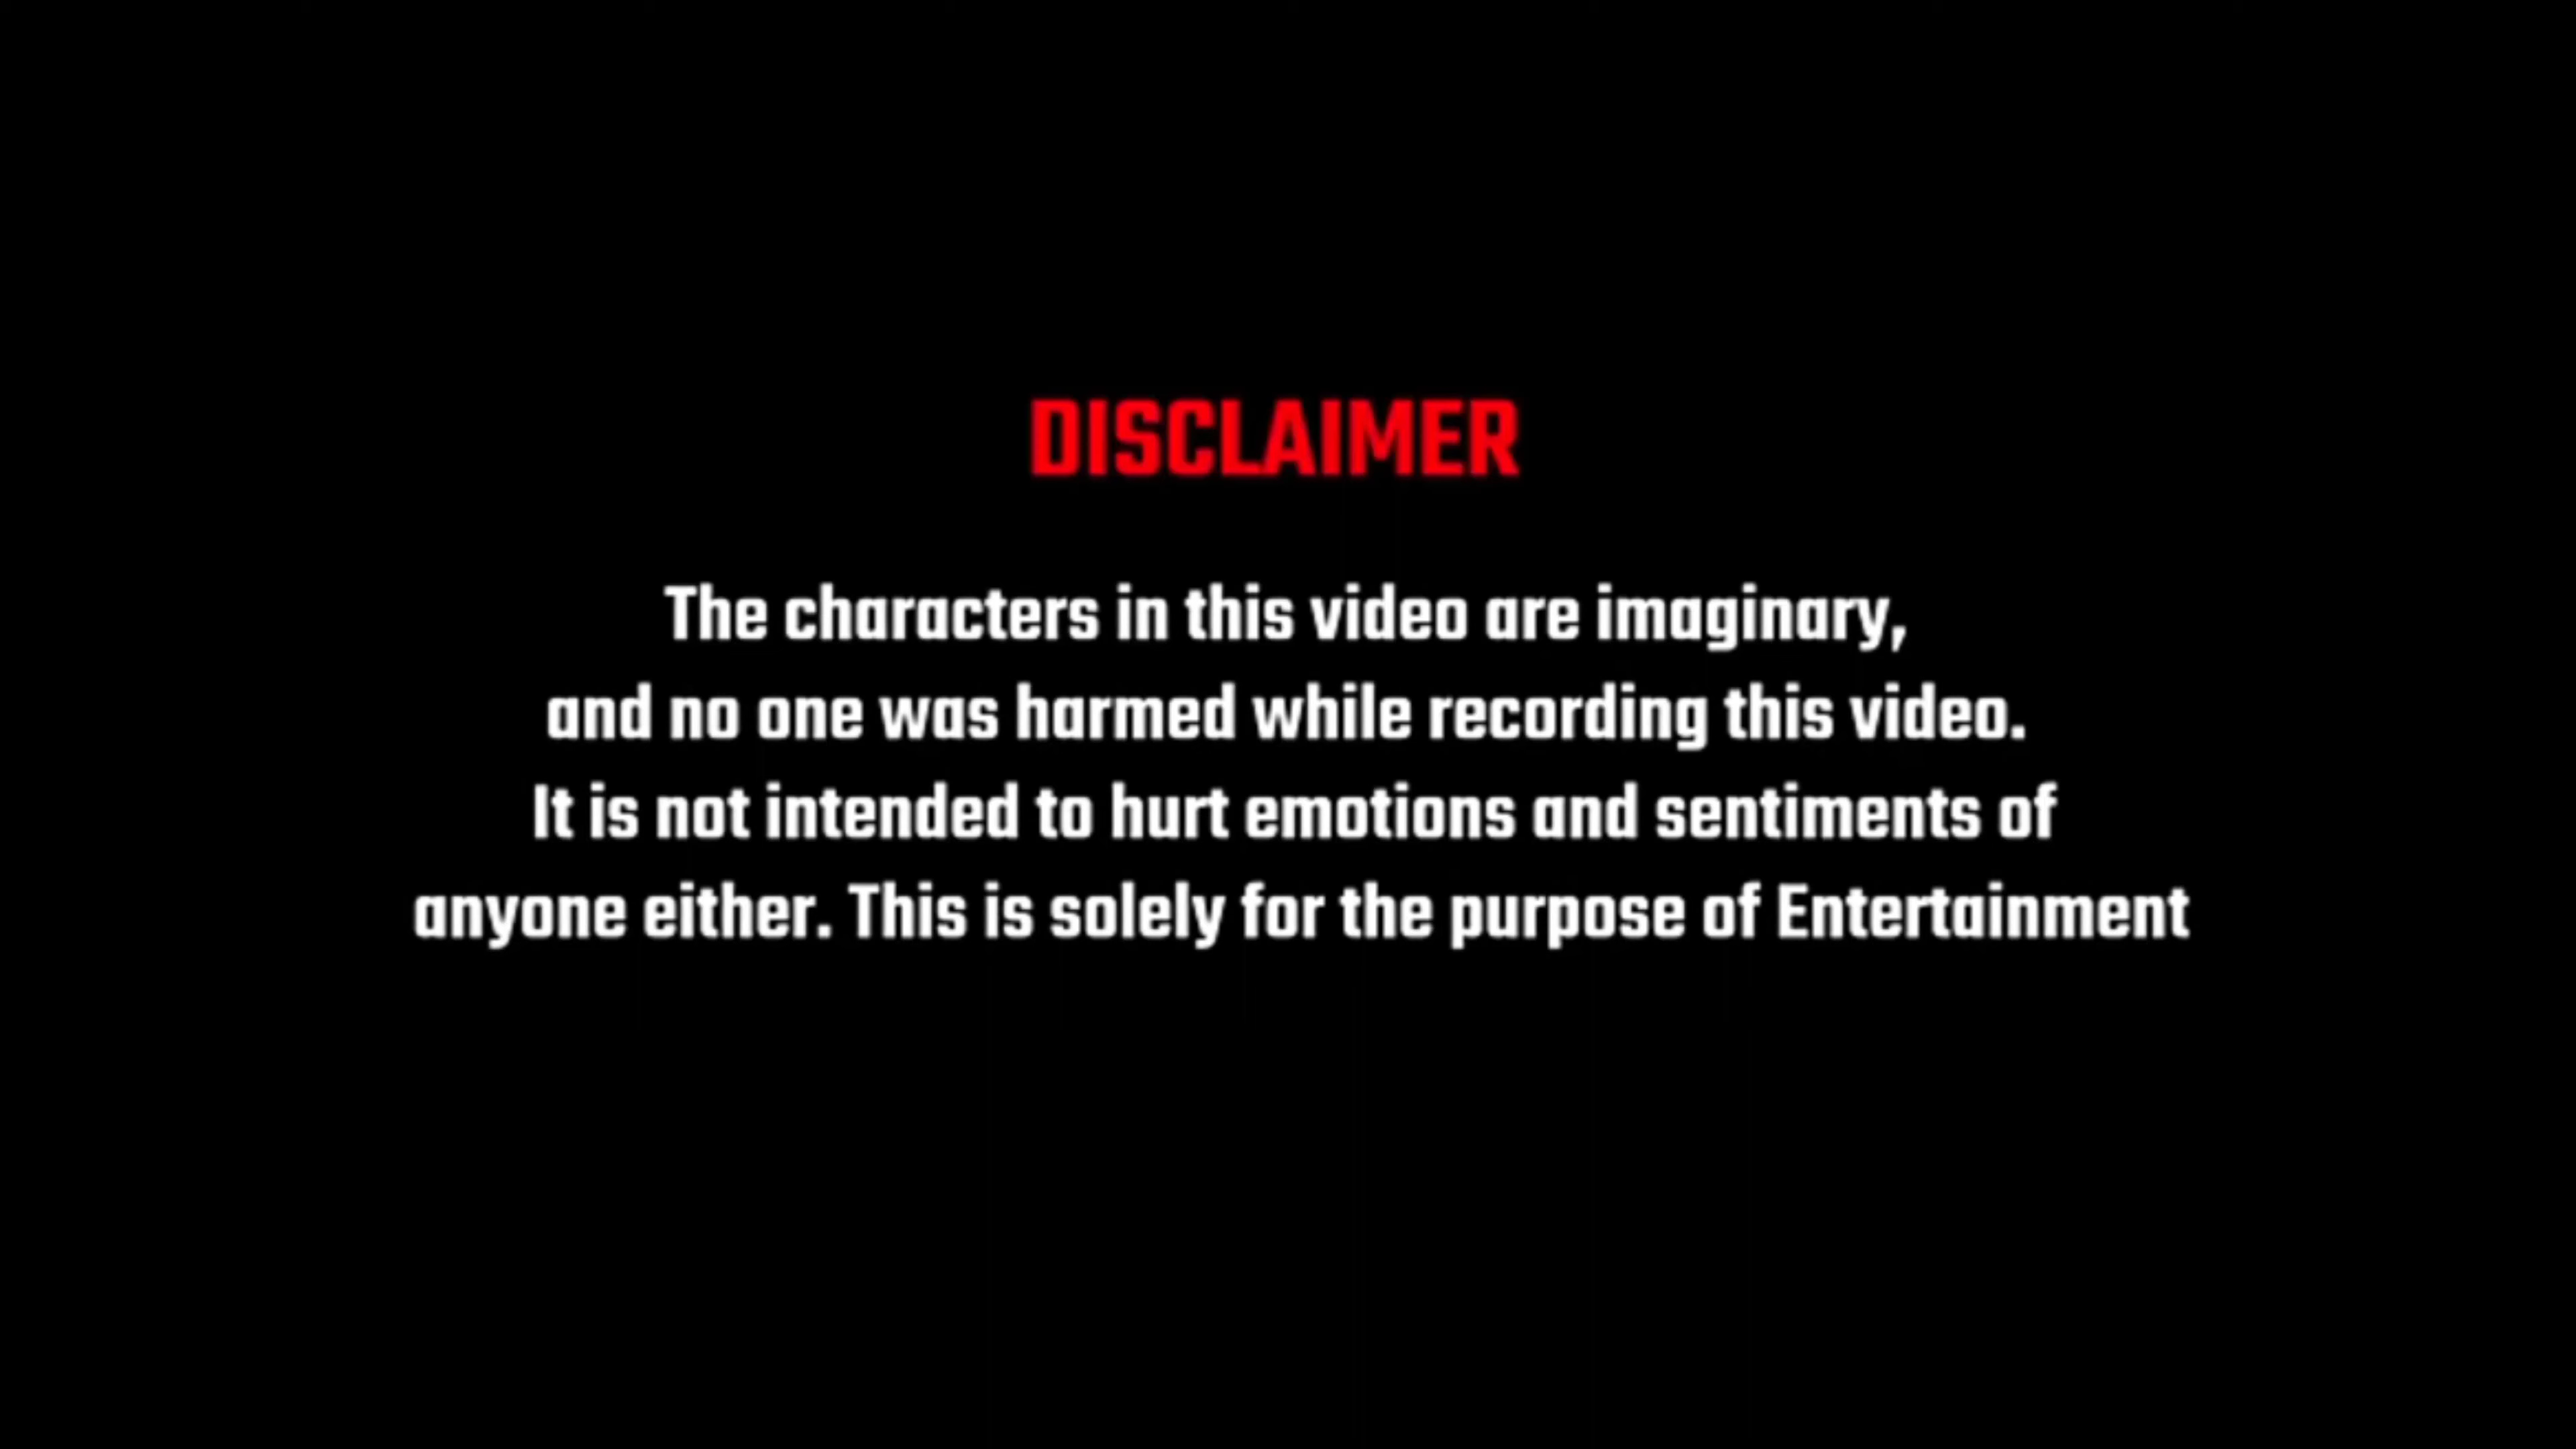 DISCLAIMER
The characters in this video are imaginary,
and no one was harmed while recording this video.
It is not intended to hurt emotions and sentiments of
anyone either. This is solely for the purpose of Entertainment